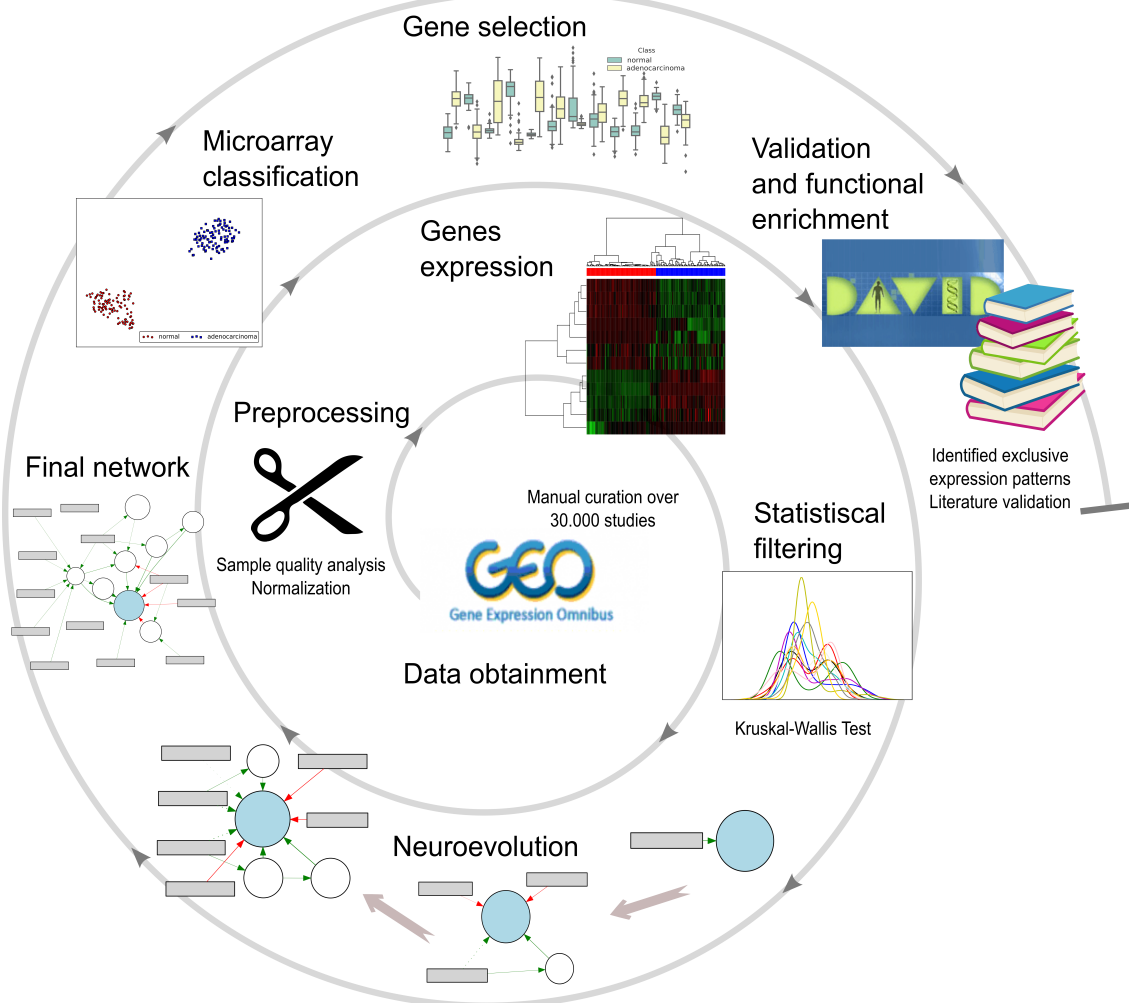 Gene selection
Class
normal
adenocarcinoma
Microarray
classification
normal
adenocarcinoma
Validation
and functional
enrichment
DAVID
Identified exclusive
expression patterns
Literature validation
Genes
expression
Preprocessing
Sample quality analysis
Normalization
Final network
Manual curation over
30.000 studies
GEO
Gene Expression Omnibus
Data obtainment
Statistiscal
filtering
Kruskal-Wallis Test
Neuroevolution